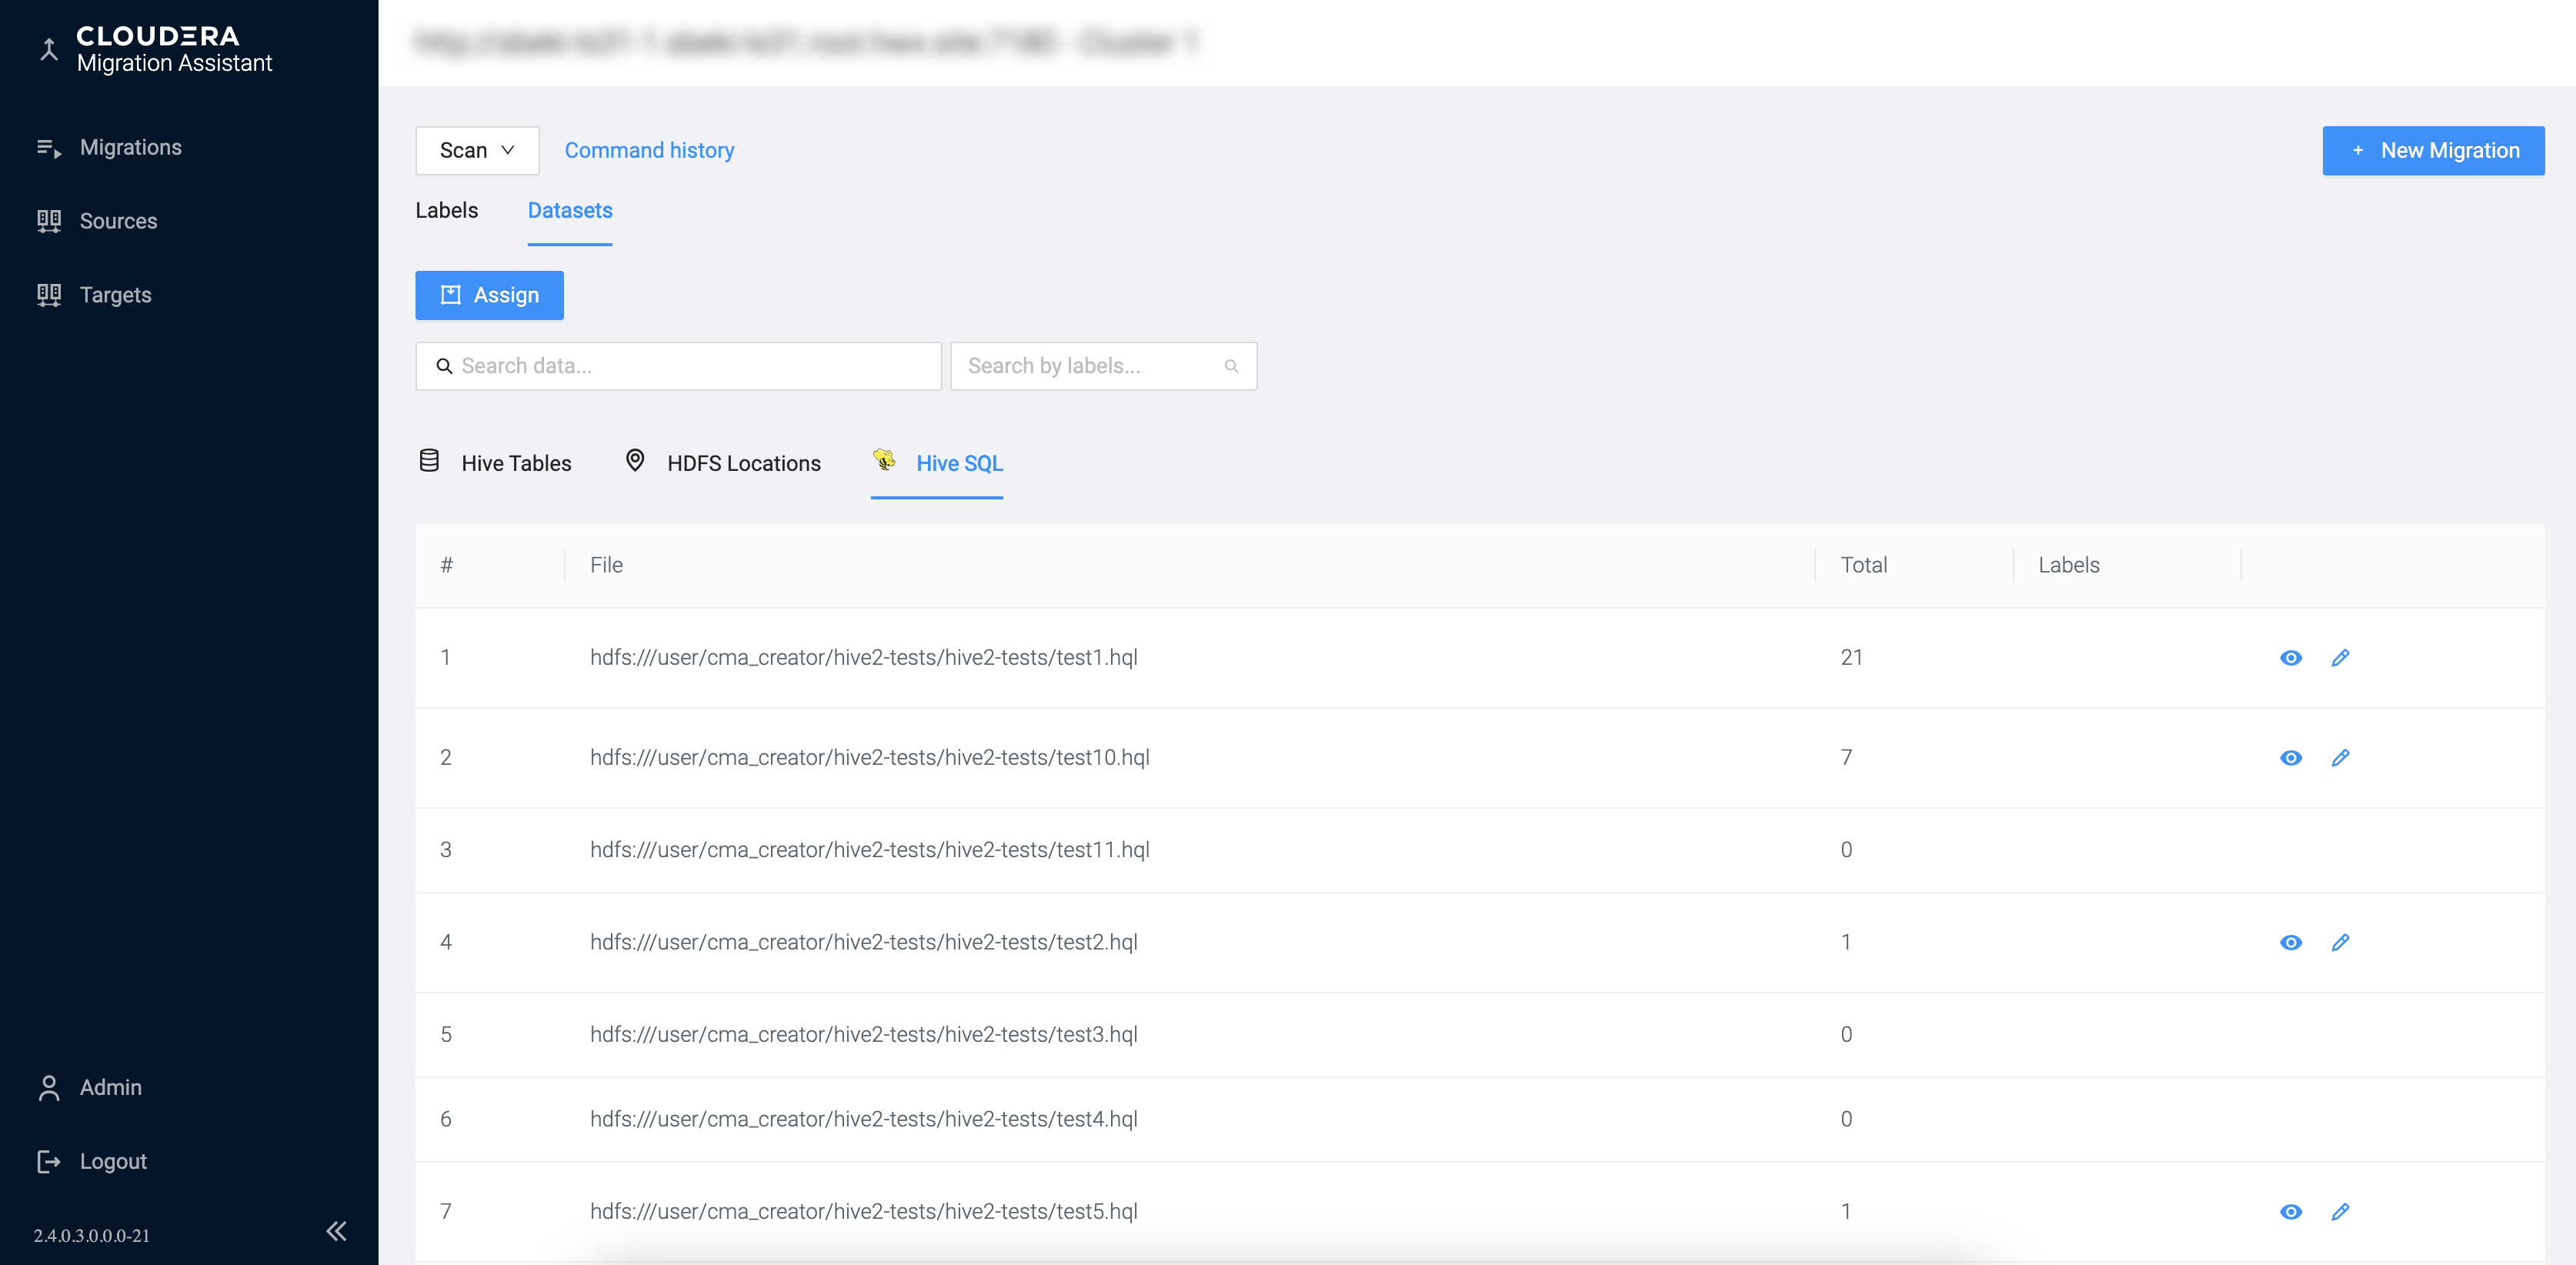 CLOUDERA
Migration Assistant
Migrations
Sources
Targets
Admin
Logout
2.4.0.3.0.0.0-21
Scan
Command history
+ New Migration
Labels
Datasets
Assign
Search data...
Search by labels...
Hive Tables
HDFS Locations
Hive SQL
# File Total Labels
1 hdfs:///user/cma_creator/hive2-tests/hive2-tests/test1.hql 21
2 hdfs:///user/cma_creator/hive2-tests/hive2-tests/test10.hql 7
3 hdfs:///user/cma_creator/hive2-tests/hive2-tests/test11.hql 0
4 hdfs:///user/cma_creator/hive2-tests/hive2-tests/test2.hql 1
5 hdfs:///user/cma_creator/hive2-tests/hive2-tests/test3.hql 0
6 hdfs:///user/cma_creator/hive2-tests/hive2-tests/test4.hql 0
7 hdfs:///user/cma_creator/hive2-tests/hive2-tests/test5.hql 1